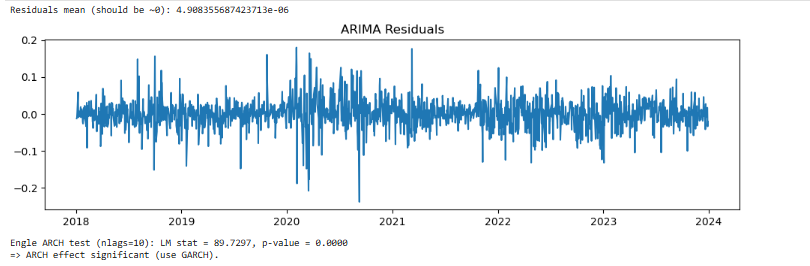 Residuals mean (should be ~0): 4.908355687423713e-06
ARIMA Residuals
0.2
0.1
0.0
−0.1
−0.2
2018 2019 2020 2021 2022 2023 2024
Engle ARCH test (nlags=10): LM stat = 89.7297, p-value = 0.0000
=> ARCH effect significant (use GARCH).